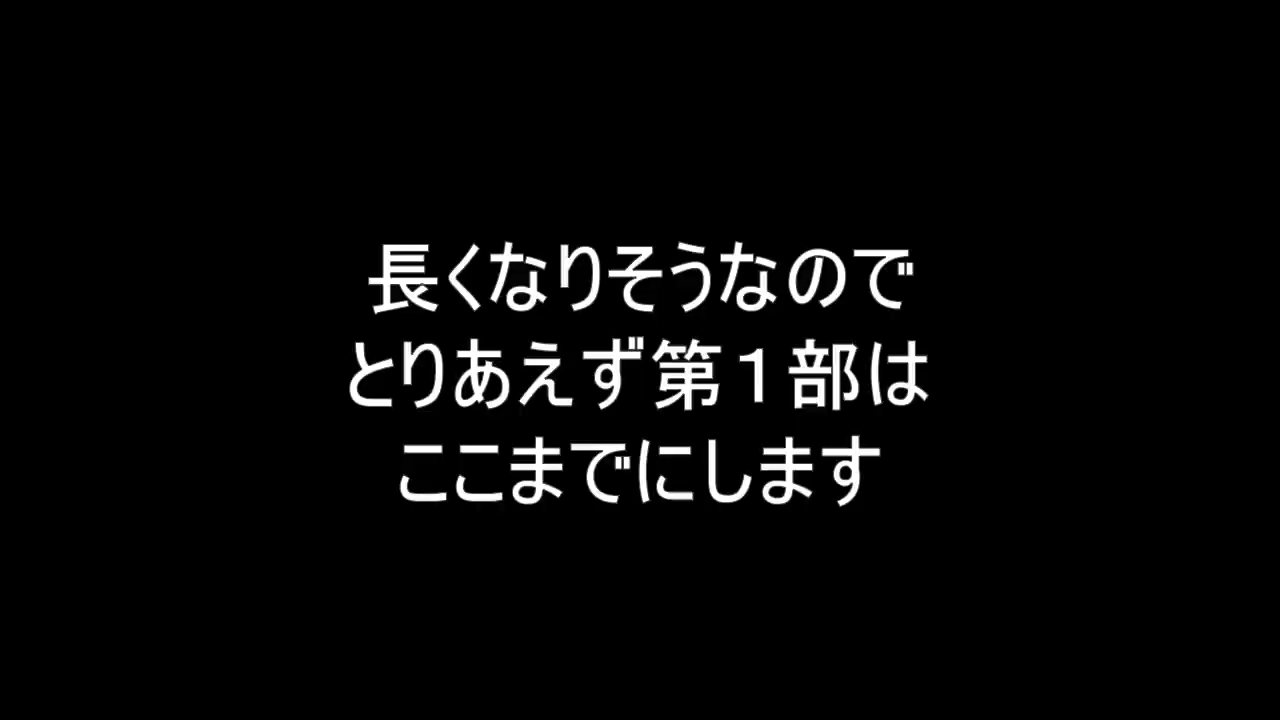 長くなりそうなので
とりあえず第１部は
ここまでにします